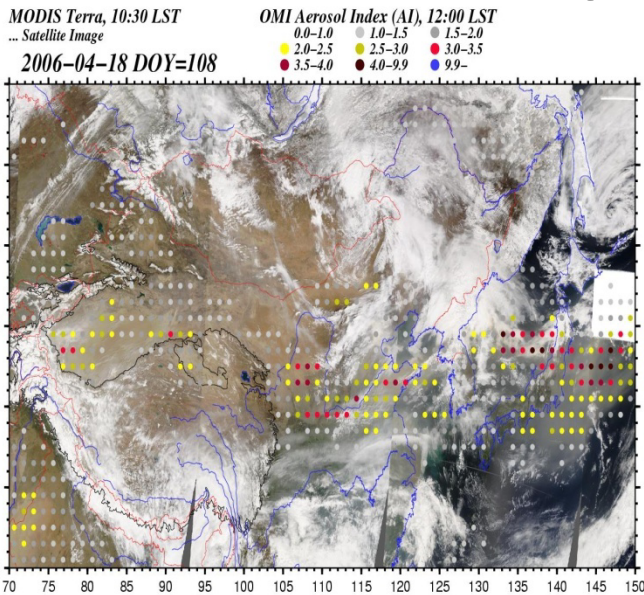 MODIS Terra, 10:30 LST
... Satellite Image
2006-04-18 DOY=108
OMI Aerosol Index (AI), 12:00 LST
0.0-1.0 1.0-1.5 1.5-2.0
2.0-2.5 2.5-3.0 3.0-3.5
3.5-4.0 4.0-9.9 9.9-
70 75 80 85 90 95 100 105 110 115 120 125 130 135 140 145 150